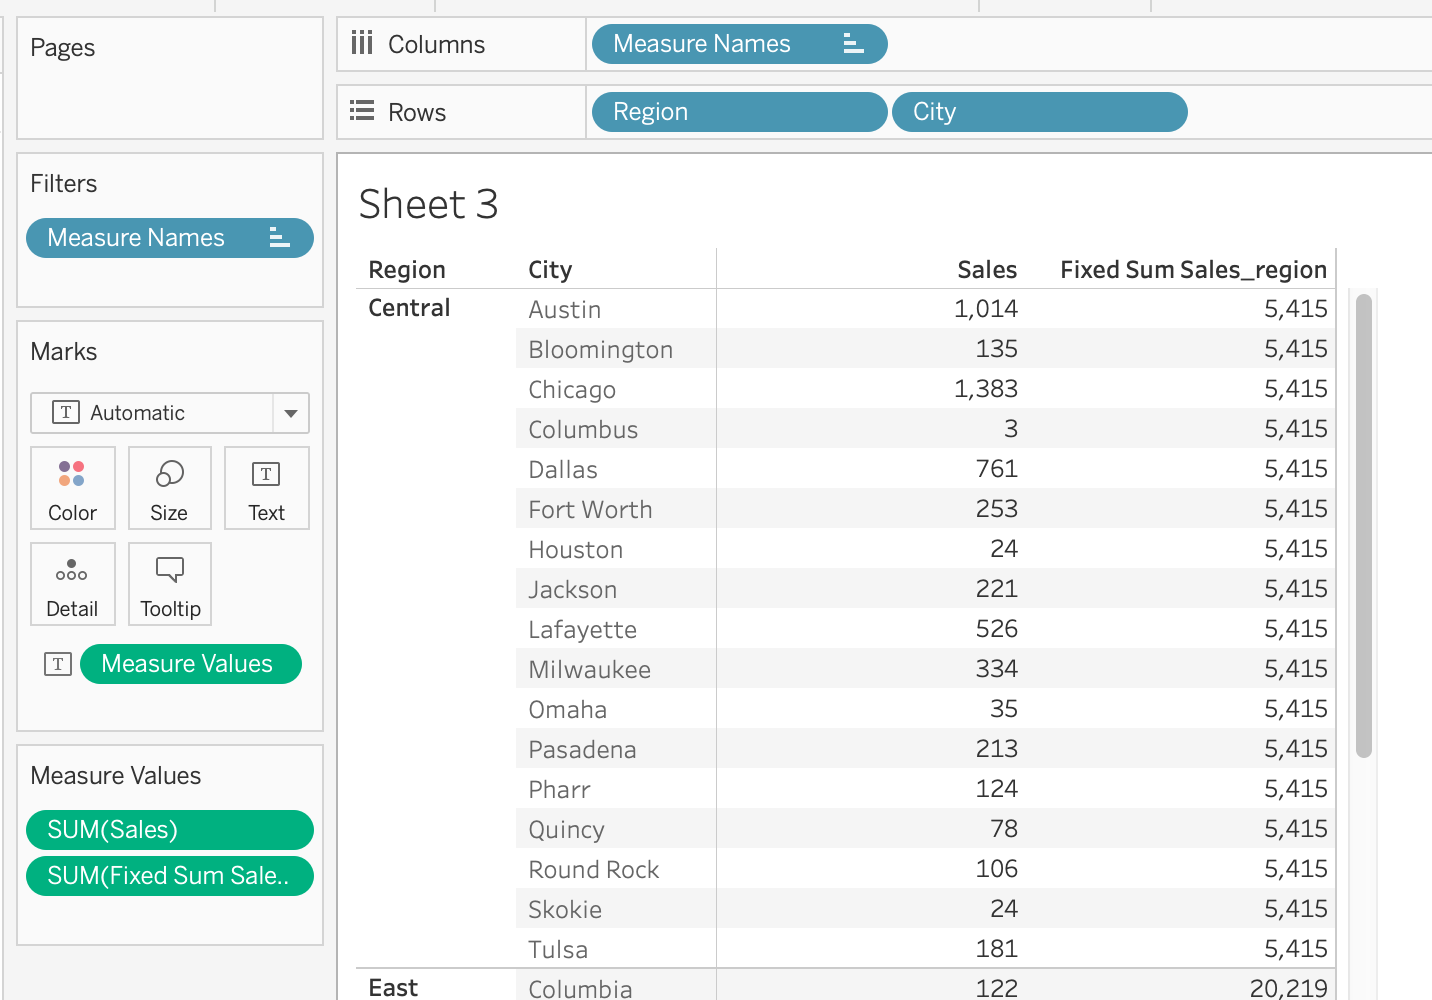 Pages
Columns
Measure Names
Rows
Region
City
Filters
Measure Names
Marks
T Automatic
Color
Size
T
Text
Detail
Tooltip
T Measure Values
Measure Values
SUM(Sales)
SUM(Fixed Sum Sale..
Sheet 3
Region City Sales Fixed Sum Sales_region
Central Austin 1,014 5,415
Bloomington 135 5,415
Chicago 1,383 5,415
Columbus 3 5,415
Dallas 761 5,415
Fort Worth 253 5,415
Houston 24 5,415
Jackson 221 5,415
Lafayette 526 5,415
Milwaukee 334 5,415
Omaha 35 5,415
Pasadena 213 5,415
Pharr 124 5,415
Quincy 78 5,415
Round Rock 106 5,415
Skokie 24 5,415
Tulsa 181 5,415
East Columbia 122 20,219